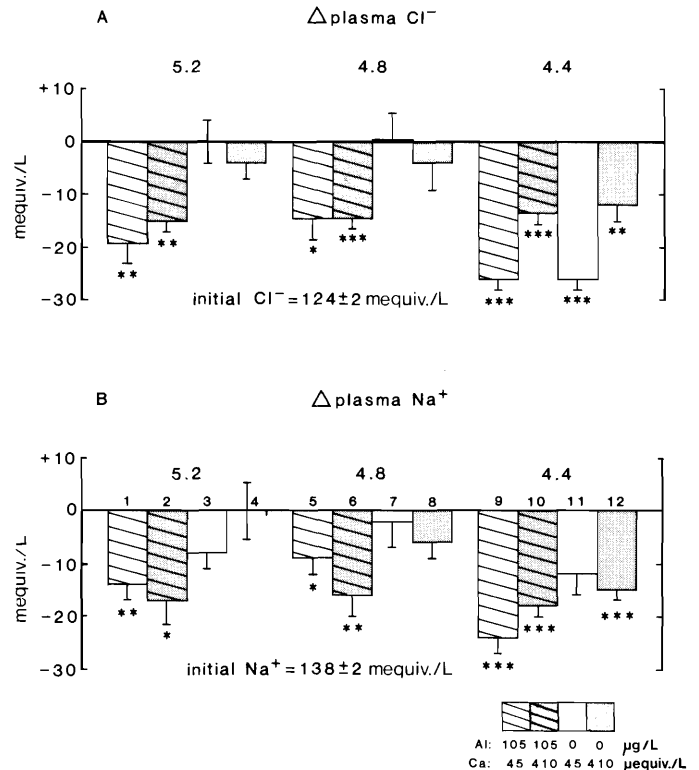 A
△ plasma Cl⁻
5.2 4.8 4.4
+10
0
−10
−20
−30
mequiv./L
** ** * *** *** *** *** **
initial Cl⁻ = 124±2 mequiv./L
B
△ plasma Na⁺
5.2 4.8 4.4
+10
0
−10
−20
−30
mequiv./L
1 2 3 4 5 6 7 8 9 10 11 12
** * * ** *** *** ***
initial Na⁺ = 138±2 mequiv./L
Al: 105 105 0 0 µg/L
Ca: 45 410 45 410 µequiv./L